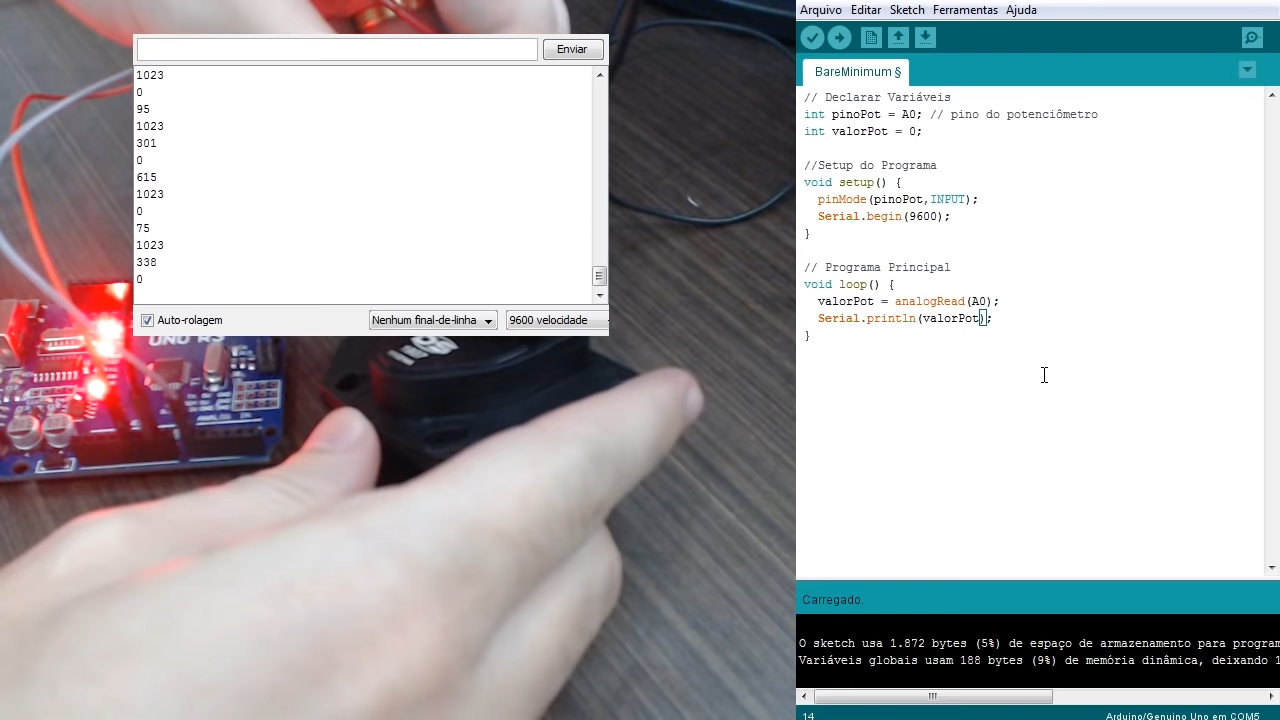 Enviar
1023
0
95
1023
301
0
615
1023
0
75
1023
338
0
Auto-rolagem
Nenhum final-de-linha
9600 velocidade
UNO R3
ANALOG IN
Arquivo Editar Sketch Ferramentas Ajuda
BareMinimum §
// Declarar Variáveis
int pinoPot = A0; // pino do potenciômetro
int valorPot = 0;
//Setup do Programa
void setup() {
pinMode(pinoPot,INPUT);
Serial.begin(9600);
}
// Programa Principal
void loop() {
valorPot = analogRead(A0);
Serial.println(valorPot);
}
Carregado.
O sketch usa 1.872 bytes (5%) de espaço de armazenamento para program
Variáveis globais usam 188 bytes (9%) de memória dinâmica, deixando 1
14
Arduino/Genuino Uno em COM5